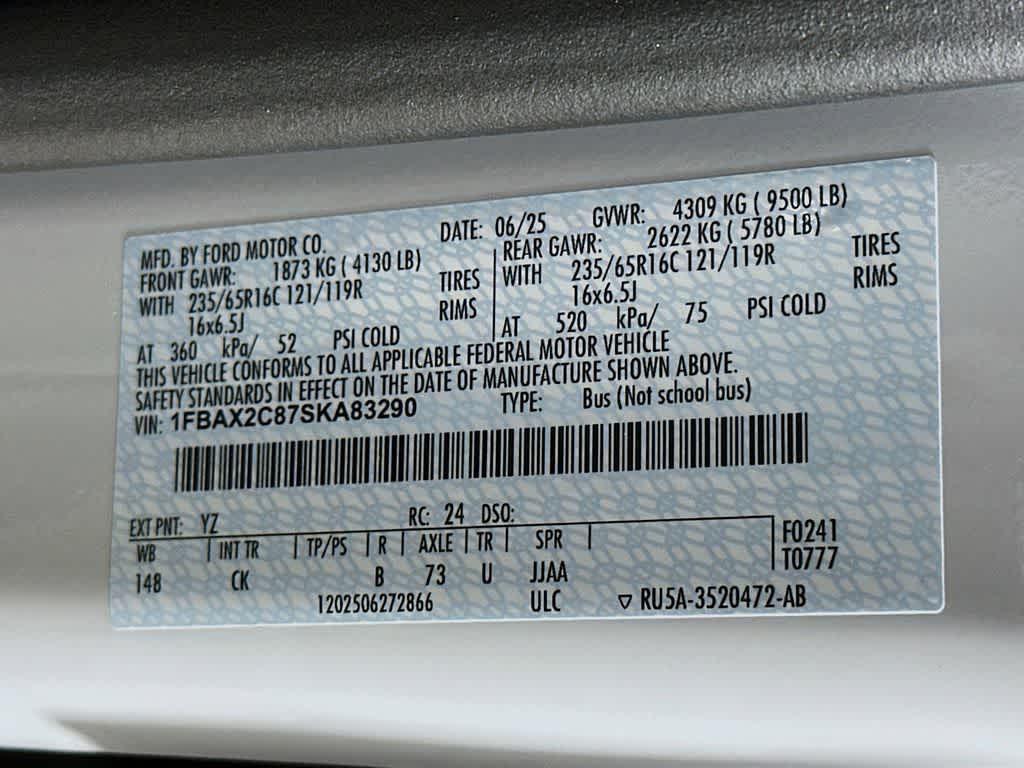 MFD. BY FORD MOTOR CO. DATE: 06/25 GVWR: 4309 KG ( 9500 LB)
FRONT GAWR: 1873 KG ( 4130 LB) REAR GAWR: 2622 KG ( 5780 LB)
WITH 235/65R16C 121/119R TIRES WITH 235/65R16C 121/119R TIRES
16x6.5J RIMS 16x6.5J RIMS
AT 360 kPa/ 52 PSI COLD AT 520 kPa/ 75 PSI COLD
THIS VEHICLE CONFORMS TO ALL APPLICABLE FEDERAL MOTOR VEHICLE
SAFETY STANDARDS IN EFFECT ON THE DATE OF MANUFACTURE SHOWN ABOVE.
VIN: 1FBAX2C87SKA83290 TYPE: Bus (Not school bus)
EXT PNT: YZ RC: 24 DSO:
WB INT TR TP/PS R AXLE TR SPR F0241
148 CK B 73 U JJAA T0777
1202506272866 ULC ▽ RU5A-3520472-AB